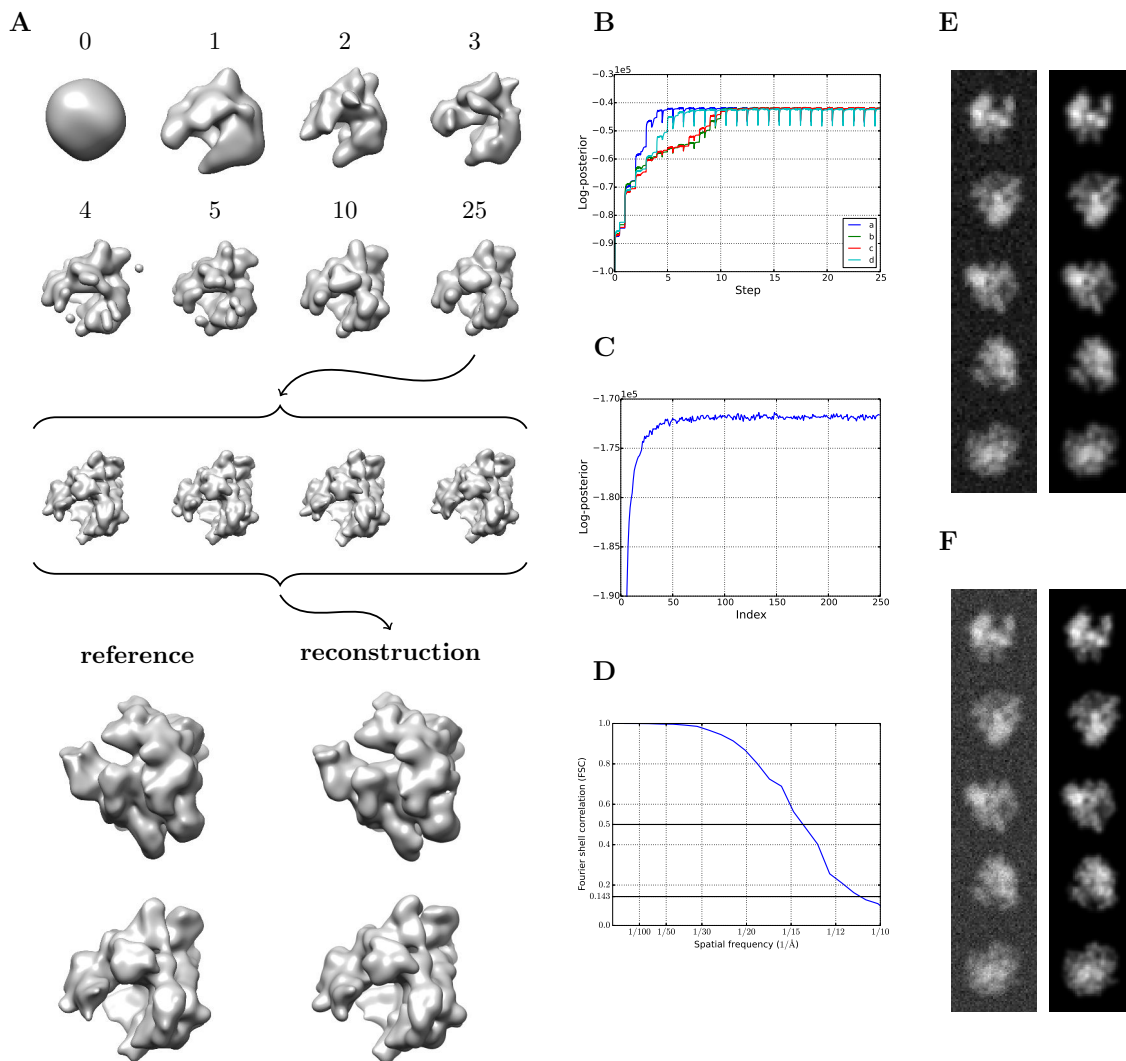 A
0 1 2 3
4 5 10 25
reference reconstruction
B
1e5
−0.3
−0.4
−0.5
−0.6
−0.7
−0.8
−0.9
−1.0
Log-posterior
0 5 10 15 20 25
Step
a
b
c
d
C
1e5
−1.70
−1.75
−1.80
−1.85
−1.90
Log-posterior
0 50 100 150 200 250
Index
D
1.0
0.8
0.6
0.5
0.4
0.2
0.143
0.0
Fourier shell correlation (FSC)
1/100 1/50 1/30 1/20 1/15 1/12 1/10
Spatial frequency (1/Å)
E
F